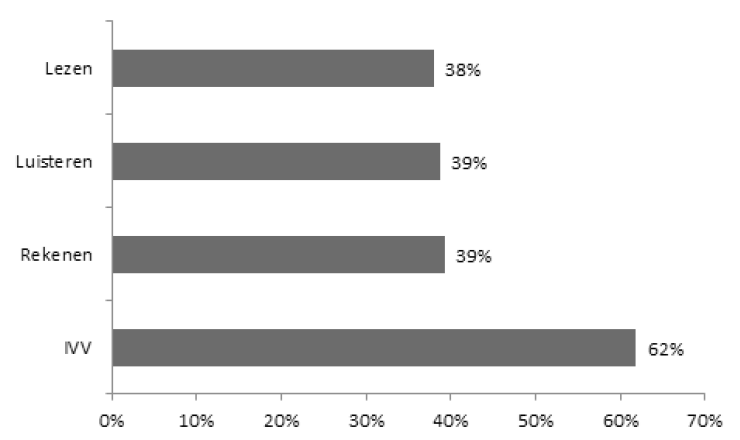 Lezen 38%
Luisteren 39%
Rekenen 39%
IVV 62%
0% 10% 20% 30% 40% 50% 60% 70%